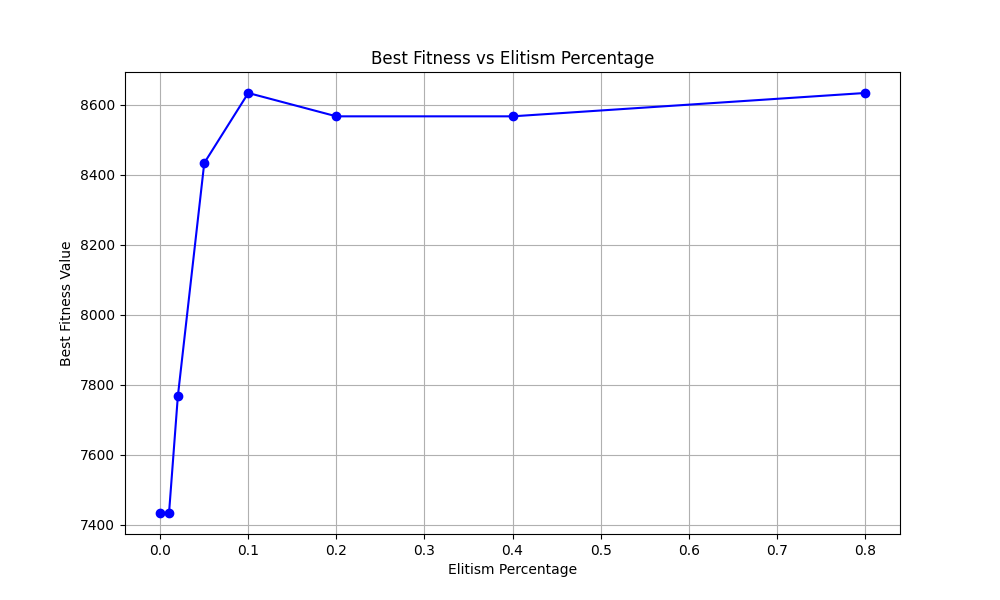 Best Fitness vs Elitism Percentage
8600
8400
8200
8000
7800
7600
7400
Best Fitness Value
0.0 0.1 0.2 0.3 0.4 0.5 0.6 0.7 0.8
Elitism Percentage